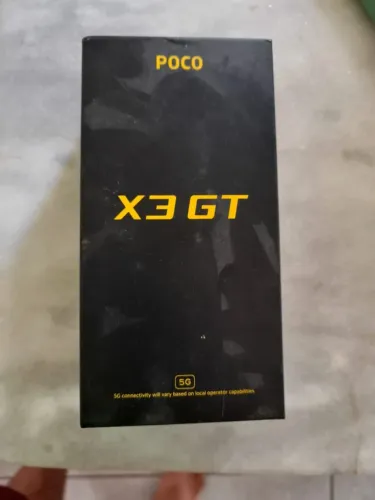 POCO
X3 GT
5G
5G connectivity will vary based on local operator capabilities